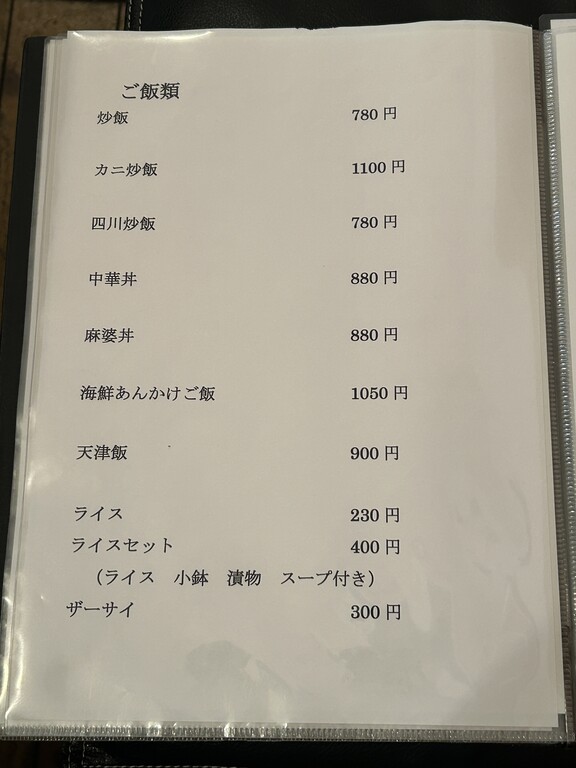 ご飯類
炒飯 780 円
カニ炒飯 1100 円
四川炒飯 780 円
中華丼 880 円
麻婆丼 880 円
海鮮あんかけご飯 1050 円
天津飯 900 円
ライス 230 円
ライスセット 400 円
（ライス　小鉢　漬物　スープ付き）
ザーサイ 300 円